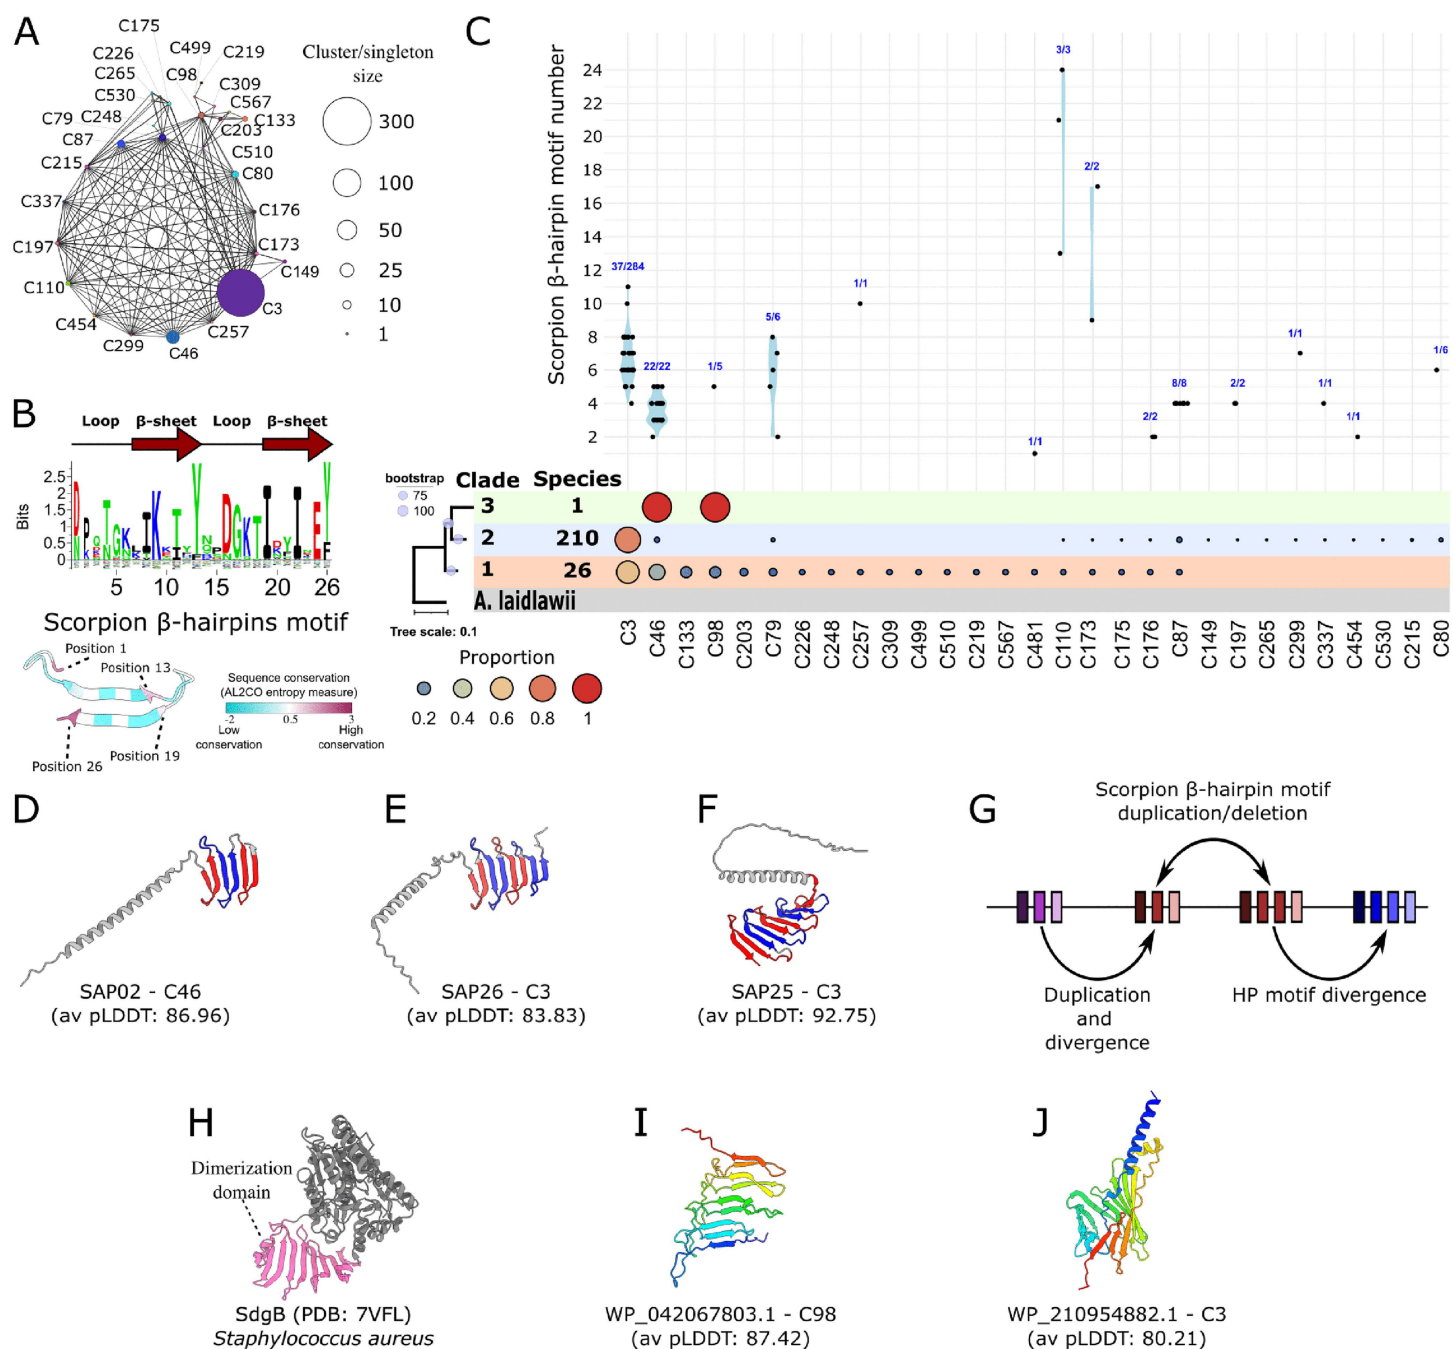 A
C175
C499
C226
C219
C265
C98
C309
C530
C567
C79
C248
C133
C203
C87
C510
C215
C80
C337
C176
C197
C173
C149
C110
C3
C454
C257
C299
C46
Cluster/singleton
size
300
100
50
25
10
1
B
Loop
β-sheet
Loop
β-sheet
Bits
2.5
2
1.5
1
0.5
0
5
10
15
20
26
Scorpion β-hairpins motif
Position 1
Position 13
Position 19
Position 26
Sequence conservation
(AL2CO entropy measure)
-2
0.5
3
Low
conservation
High
conservation
C
Scorpion β-hairpin motif number
24
22
20
18
16
14
12
10
8
6
4
2
37/284
22/22
1/5
5/6
1/1
1/1
3/3
2/2
2/2
8/8
2/2
1/1
1/1
1/1
1/6
bootstrap
75
100
Clade
Species
3
1
2
210
1
26
A. laidlawii
Tree scale: 0.1
C3
C46
C133
C98
C203
C79
C226
C248
C257
C309
C499
C510
C219
C567
C481
C110
C173
C175
C176
C87
C149
C197
C265
C299
C337
C454
C530
C215
C80
Proportion
0.2
0.4
0.6
0.8
1
D
SAP02 - C46
(av pLDDT: 86.96)
E
SAP26 - C3
(av pLDDT: 83.83)
F
SAP25 - C3
(av pLDDT: 92.75)
G
Scorpion β-hairpin motif
duplication/deletion
Duplication
and
divergence
HP motif divergence
H
Dimerization
domain
SdgB (PDB: 7VFL)
Staphylococcus aureus
I
WP_042067803.1 - C98
(av pLDDT: 87.42)
J
WP_210954882.1 - C3
(av pLDDT: 80.21)